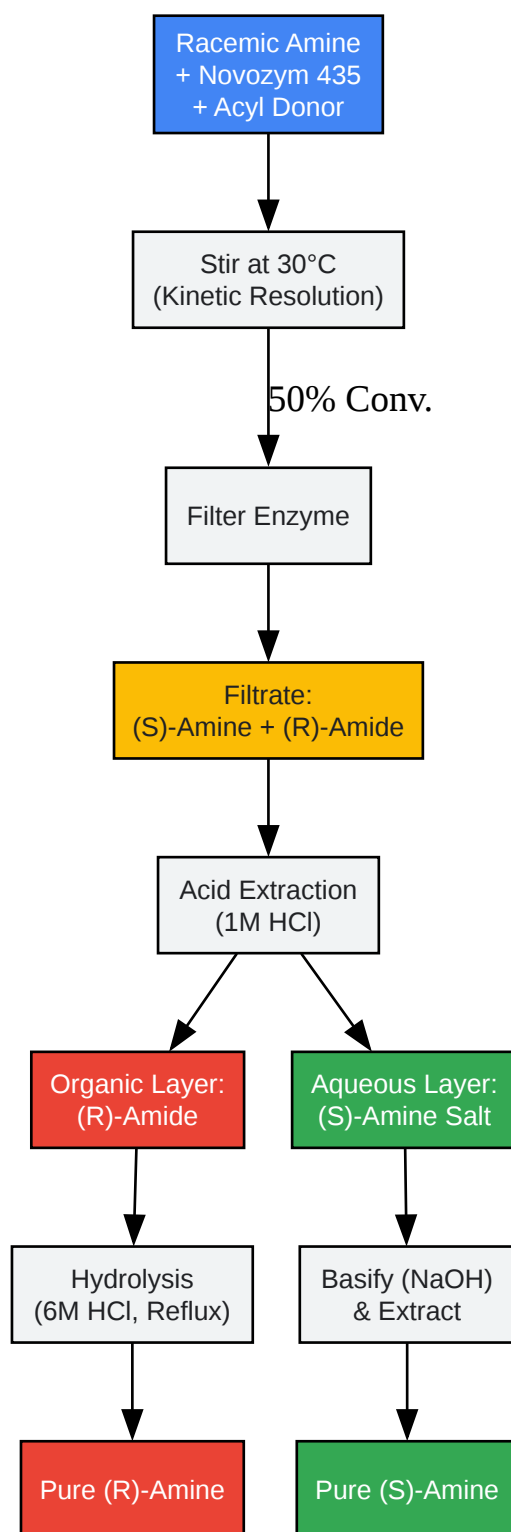 Racemic Amine
+ Novozym 435
+ Acyl Donor
Stir at 30°C
(Kinetic Resolution)
50% Conv.
Filter Enzyme
Filtrate:
(S)-Amine + (R)-Amide
Acid Extraction
(1M HCl)
Organic Layer:
(R)-Amide
Aqueous Layer:
(S)-Amine Salt
Hydrolysis
(6M HCl, Reflux)
Basify (NaOH)
& Extract
Pure (R)-Amine
Pure (S)-Amine